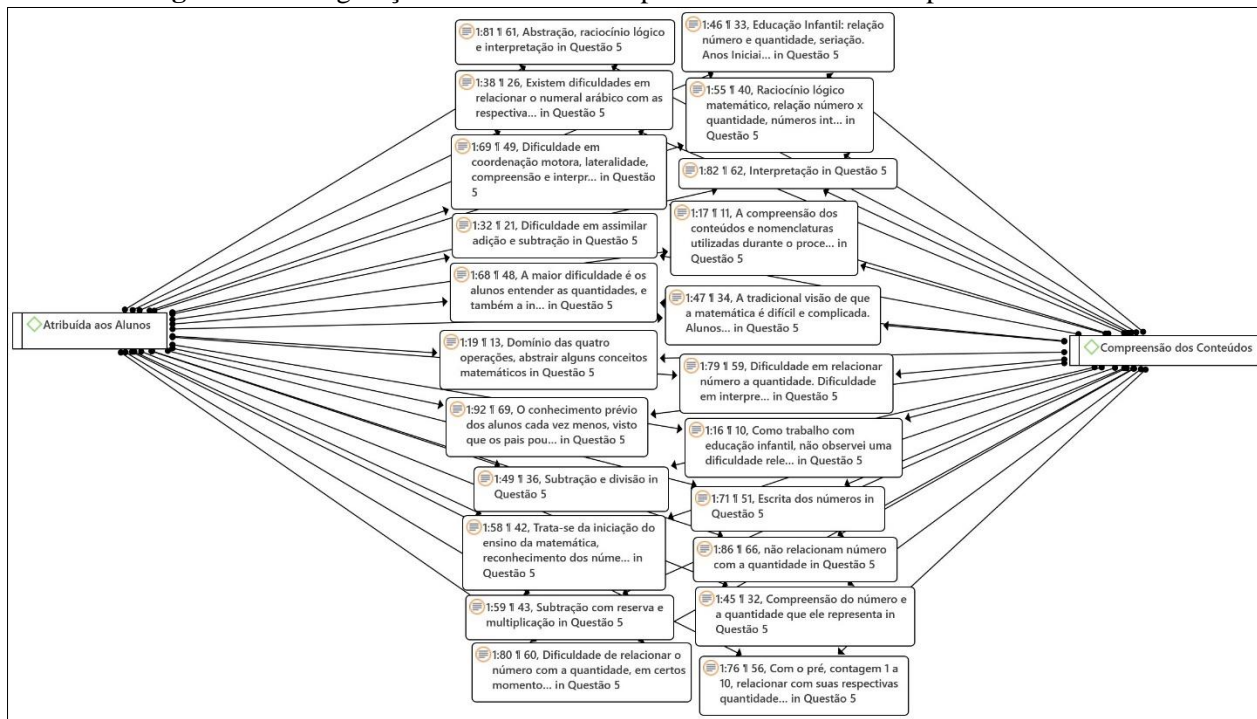 1:81 ¶ 61, Abstração, raciocínio lógico
e interpretação in Questão 5
1:38 ¶ 26, Existem dificuldades em
relacionar o numeral arábico com as
respectiva... in Questão 5
1:69 ¶ 49, Dificuldade em
coordenação motora, lateralidade,
compreensão e interpr... in Questão
5
1:32 ¶ 21, Dificuldade em assimilar
adição e subtração in Questão 5
1:68 ¶ 48, A maior dificuldade é os
alunos entender as quantidades, e
também a in... in Questão 5
Atribuída aos Alunos
1:19 ¶ 13, Domínio das quatro
operações, abstrair alguns conceitos
matemáticos in Questão 5
1:92 ¶ 69, O conhecimento prévio
dos alunos cada vez menos, visto
que os pais pou... in Questão 5
1:49 ¶ 36, Subtração e divisão in
Questão 5
1:58 ¶ 42, Trata-se da iniciação do
ensino da matemática,
reconhecimento dos núme... in
Questão 5
1:59 ¶ 43, Subtração com reserva e
multiplicação in Questão 5
1:80 ¶ 60, Dificuldade de relacionar o
número com a quantidade, em certos
momento... in Questão 5
1:46 ¶ 33, Educação Infantil: relação
número e quantidade, seriação.
Anos Iniciai... in Questão 5
1:55 ¶ 40, Raciocínio lógico
matemático, relação número x
quantidade, números int... in
Questão 5
1:82 ¶ 62, Interpretação in Questão 5
1:17 ¶ 11, A compreensão dos
conteúdos e nomenclaturas
utilizadas durante o proce... in
Questão 5
1:47 ¶ 34, A tradicional visão de que
a matemática é difícil e complicada.
Alunos... in Questão 5
Compreensão dos Conteúdos
1:79 ¶ 59, Dificuldade em relacionar
número a quantidade. Dificuldade
em interpre... in Questão 5
1:16 ¶ 10, Como trabalho com
educação infantil, não observei uma
dificuldade rele... in Questão 5
1:71 ¶ 51, Escrita dos números in
Questão 5
1:86 ¶ 66, não relacionam número
com a quantidade in Questão 5
1:45 ¶ 32, Compreensão do número e
a quantidade que ele representa in
Questão 5
1:76 ¶ 56, Com o pré, contagem 1 a
10, relacionar com suas respectivas
quantidade... in Questão 5